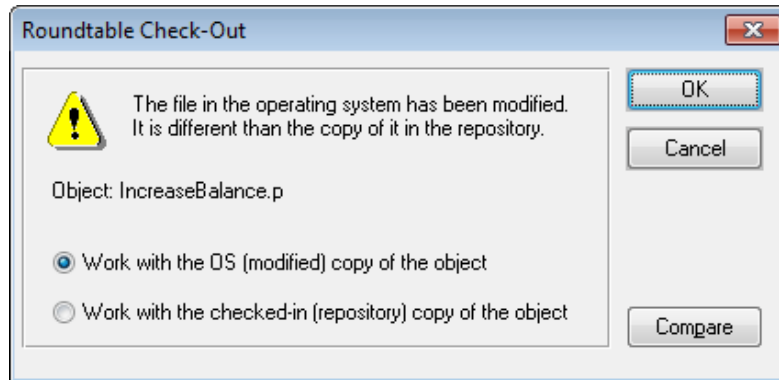 Roundtable Check-Out
The file in the operating system has been modified.
It is different than the copy of it in the repository.
Object: IncreaseBalance.p
Work with the OS (modified) copy of the object
Work with the checked-in (repository) copy of the object
OK
Cancel
Compare